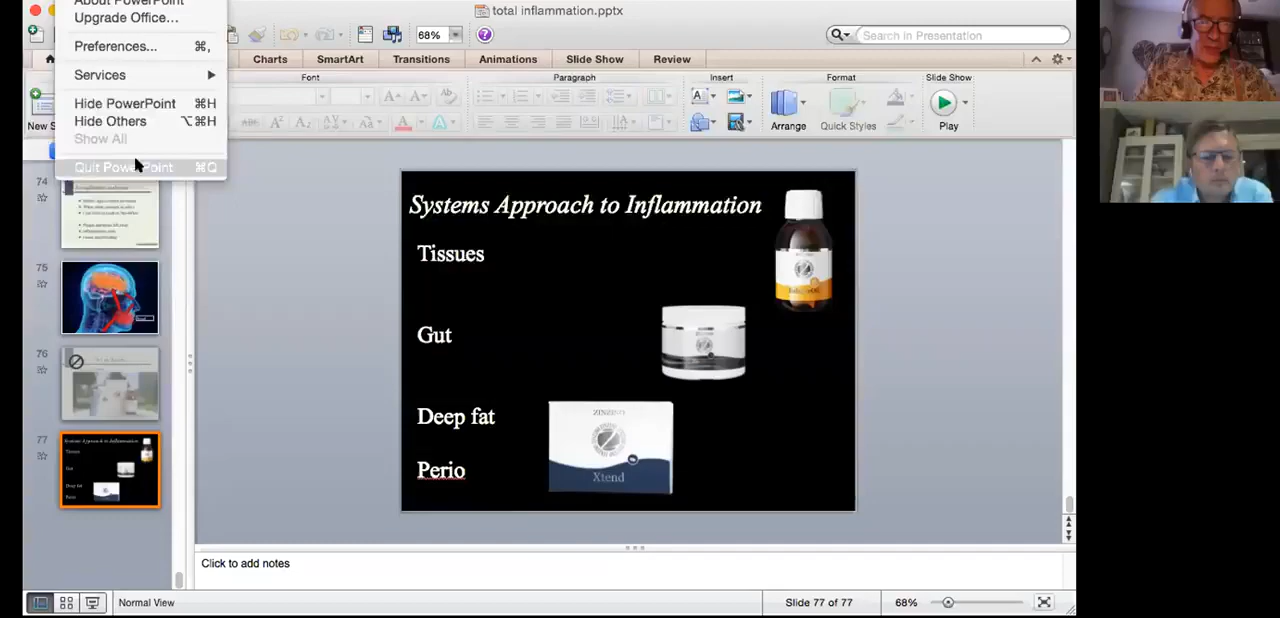 About PowerPoint
Upgrade Office...
Preferences... ⌘,
Services
Hide PowerPoint ⌘H
Hide Others ⌥⌘H
Show All
Quit PowerPoint ⌘Q
total inflammation.pptx
68%
Search in Presentation
Charts SmartArt Transitions Animations Slide Show Review
Font Paragraph Insert Format Slide Show
New S
Arrange Quick Styles Play
74
75
76
77
Systems Approach to Inflammation
Tissues
Gut
Deep fat
Perio
ZINZINO
Xtend
Click to add notes
Normal View
Slide 77 of 77
68%